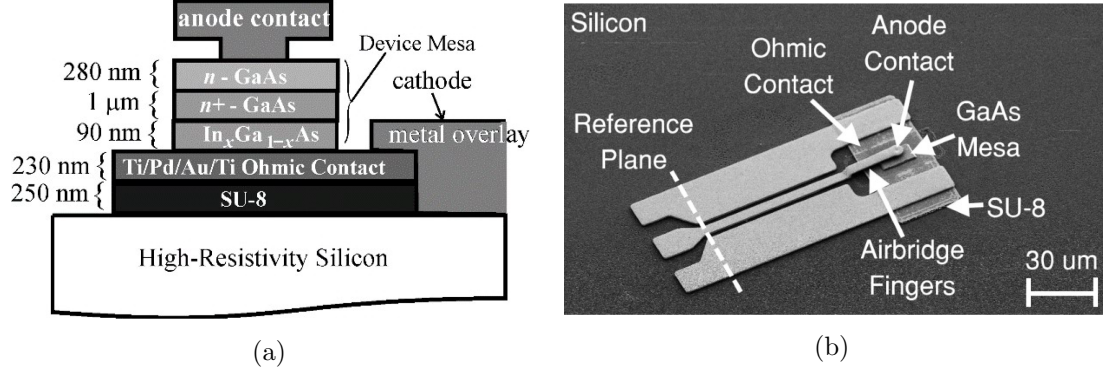 anode contact
Device Mesa
280 nm {
n - GaAs
cathode
1 μm {
n+ - GaAs
90 nm {
InxGa1−xAs
metal overlay
230 nm {
Ti/Pd/Au/Ti Ohmic Contact
250 nm {
SU-8
High-Resistivity Silicon
(a)
Silicon
Ohmic
Contact
Anode
Contact
GaAs
Mesa
Reference
Plane
SU-8
Airbridge
Fingers
30 um
(b)